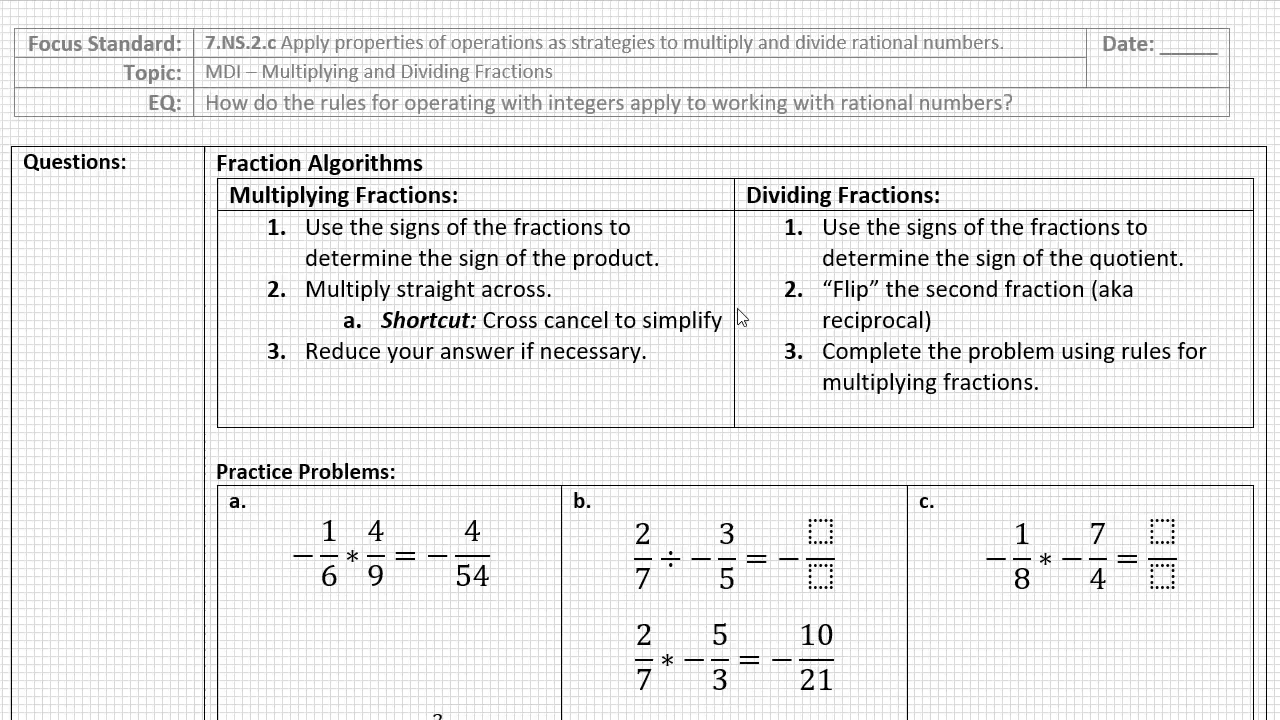 Focus Standard: 7.NS.2.c Apply properties of operations as strategies to multiply and divide rational numbers. Date: _____
Topic: MDI – Multiplying and Dividing Fractions
EQ: How do the rules for operating with integers apply to working with rational numbers?
Questions:
Fraction Algorithms
Multiplying Fractions:
1. Use the signs of the fractions to
determine the sign of the product.
2. Multiply straight across.
a. Shortcut: Cross cancel to simplify
3. Reduce your answer if necessary.
Dividing Fractions:
1. Use the signs of the fractions to
determine the sign of the quotient.
2. “Flip” the second fraction (aka
reciprocal)
3. Complete the problem using rules for
multiplying fractions.
Practice Problems:
a.
−1/6 ∗ 4/9 = −4/54
b.
2/7 ÷ −3/5 = −⬚/⬚
2/7 ∗ −5/3 = −10/21
c.
−1/8 ∗ −7/4 = ⬚/⬚